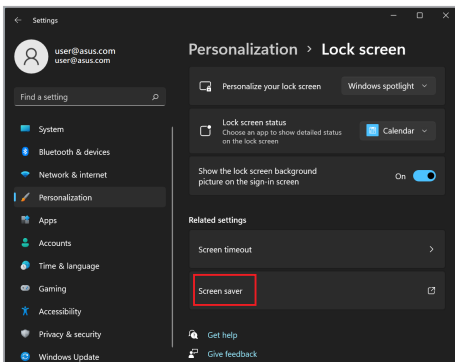 Settings
user@asus.com
user@asus.com
Find a setting
System
Bluetooth & devices
Network & internet
Personalization
Apps
Accounts
Time & language
Gaming
Accessibility
Privacy & security
Windows Update
Personalization > Lock screen
Personalize your lock screen
Windows spotlight
Lock screen status
Choose an app to show detailed status
on the lock screen
Calendar
Show the lock screen background
picture on the sign-in screen
On
Related settings
Screen timeout
Screen saver
Get help
Give feedback